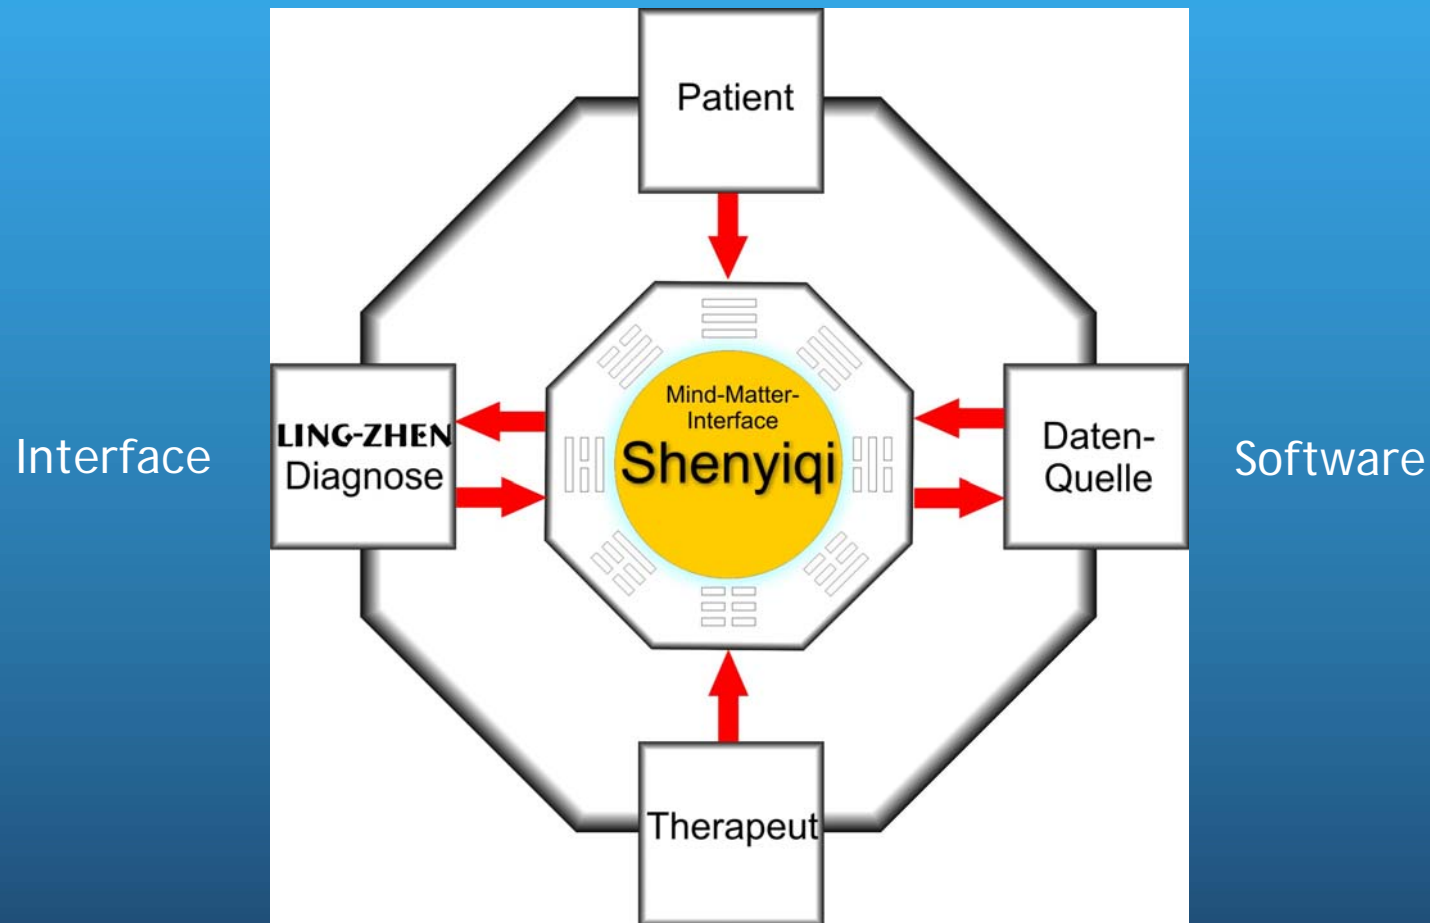 Patient
Mind-Matter-
Interface
Shenyiqi
LING-ZHEN
Diagnose
Daten-
Quelle
Interface
Software
Therapeut